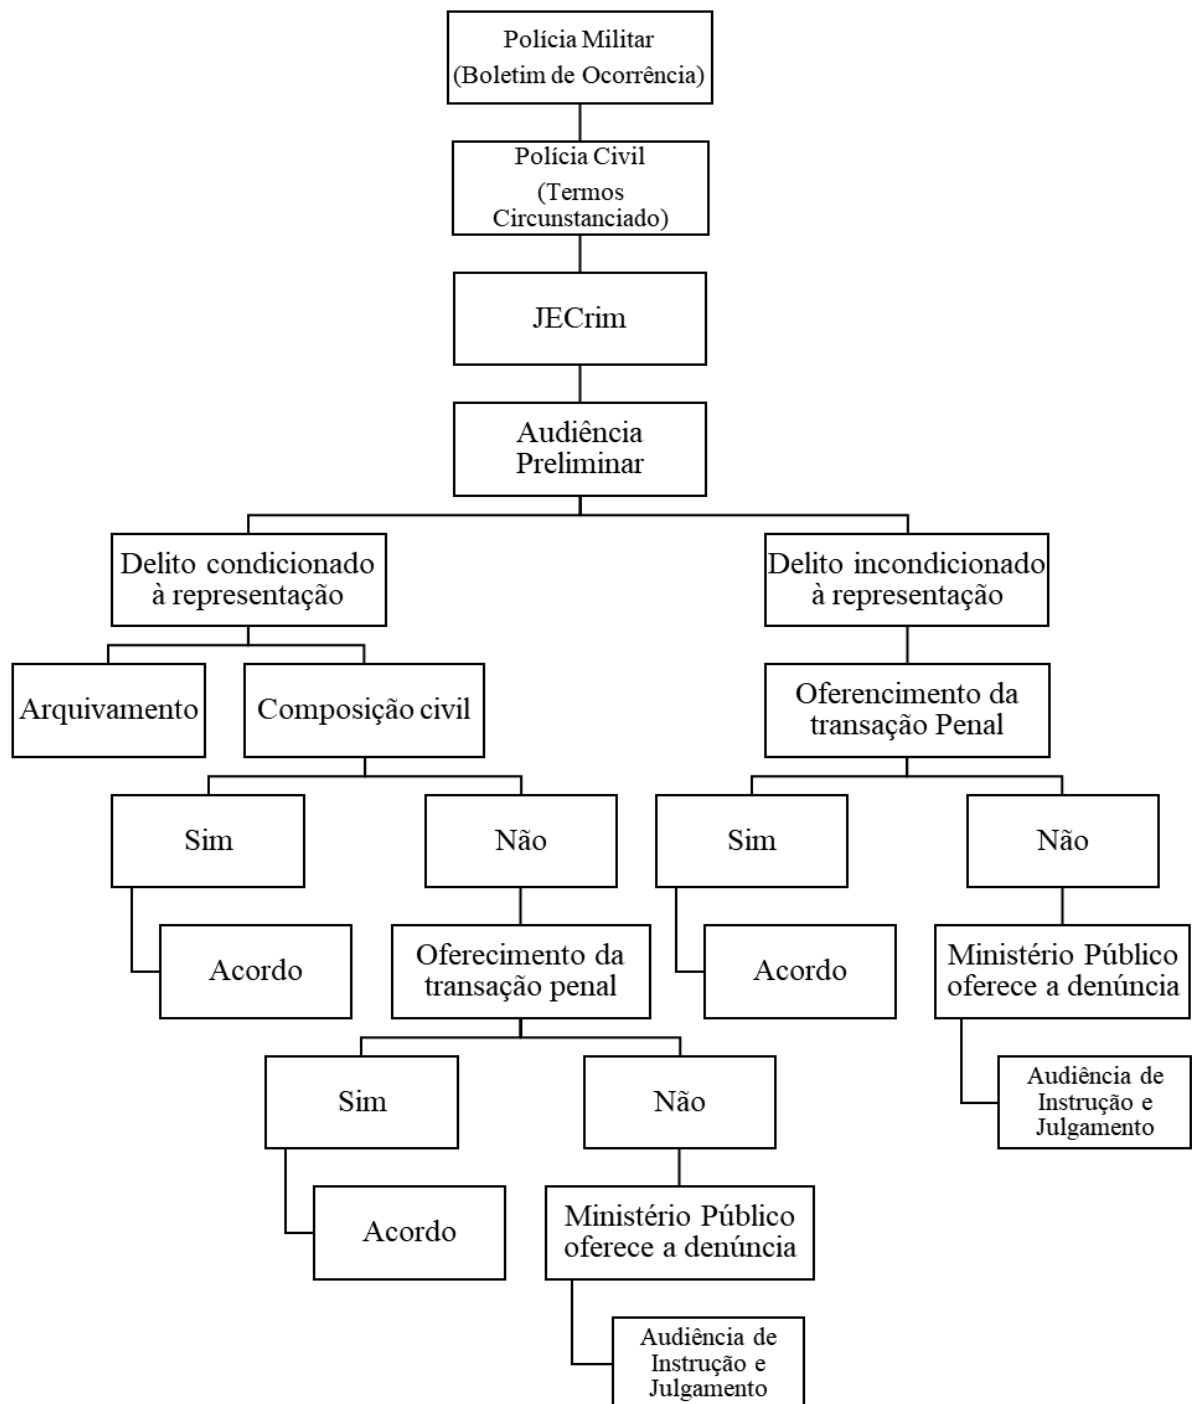 Polícia Militar
(Boletim de Ocorrência)
Polícia Civil
(Termos
Circunstanciado)
JECrim
Audiência
Preliminar
Delito condicionado
à representação
Delito incondicionado
à representação
Arquivamento
Composição civil
Oferencimento da
transação Penal
Sim
Não
Sim
Não
Acordo
Oferecimento da
transação penal
Acordo
Ministério Público
oferece a denúncia
Sim
Não
Audiência de
Instrução e
Julgamento
Acordo
Ministério Público
oferece a denúncia
Audiência de
Instrução e
Julgamento